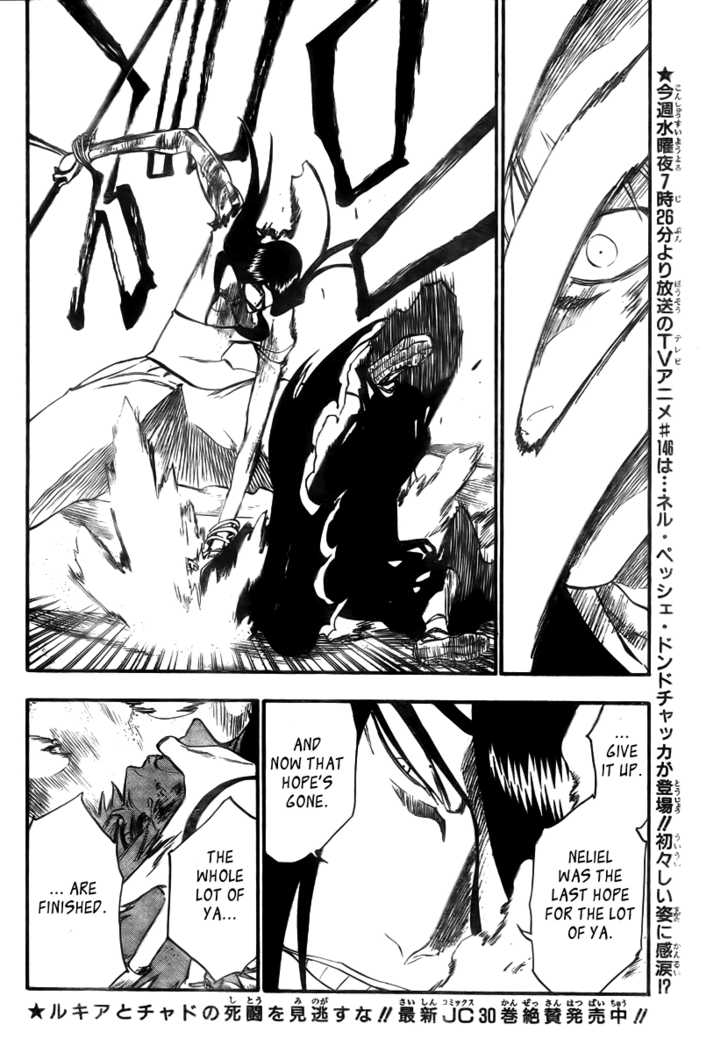 ★今週水曜夜7時26分より放送のTVアニメ♯146は…ネル・ペッシェ・ドンドチャッカが登場!!初々しい姿に感涙!?
... GIVE
IT UP.
NELIEL
WAS THE
LAST HOPE
FOR THE LOT
OF YA.
AND
NOW THAT
HOPE'S
GONE.
THE
WHOLE
LOT OF
YA...
... ARE
FINISHED.
★ルキアとチャドの死闘を見逃すな!!最新JC30巻絶賛発売中!!